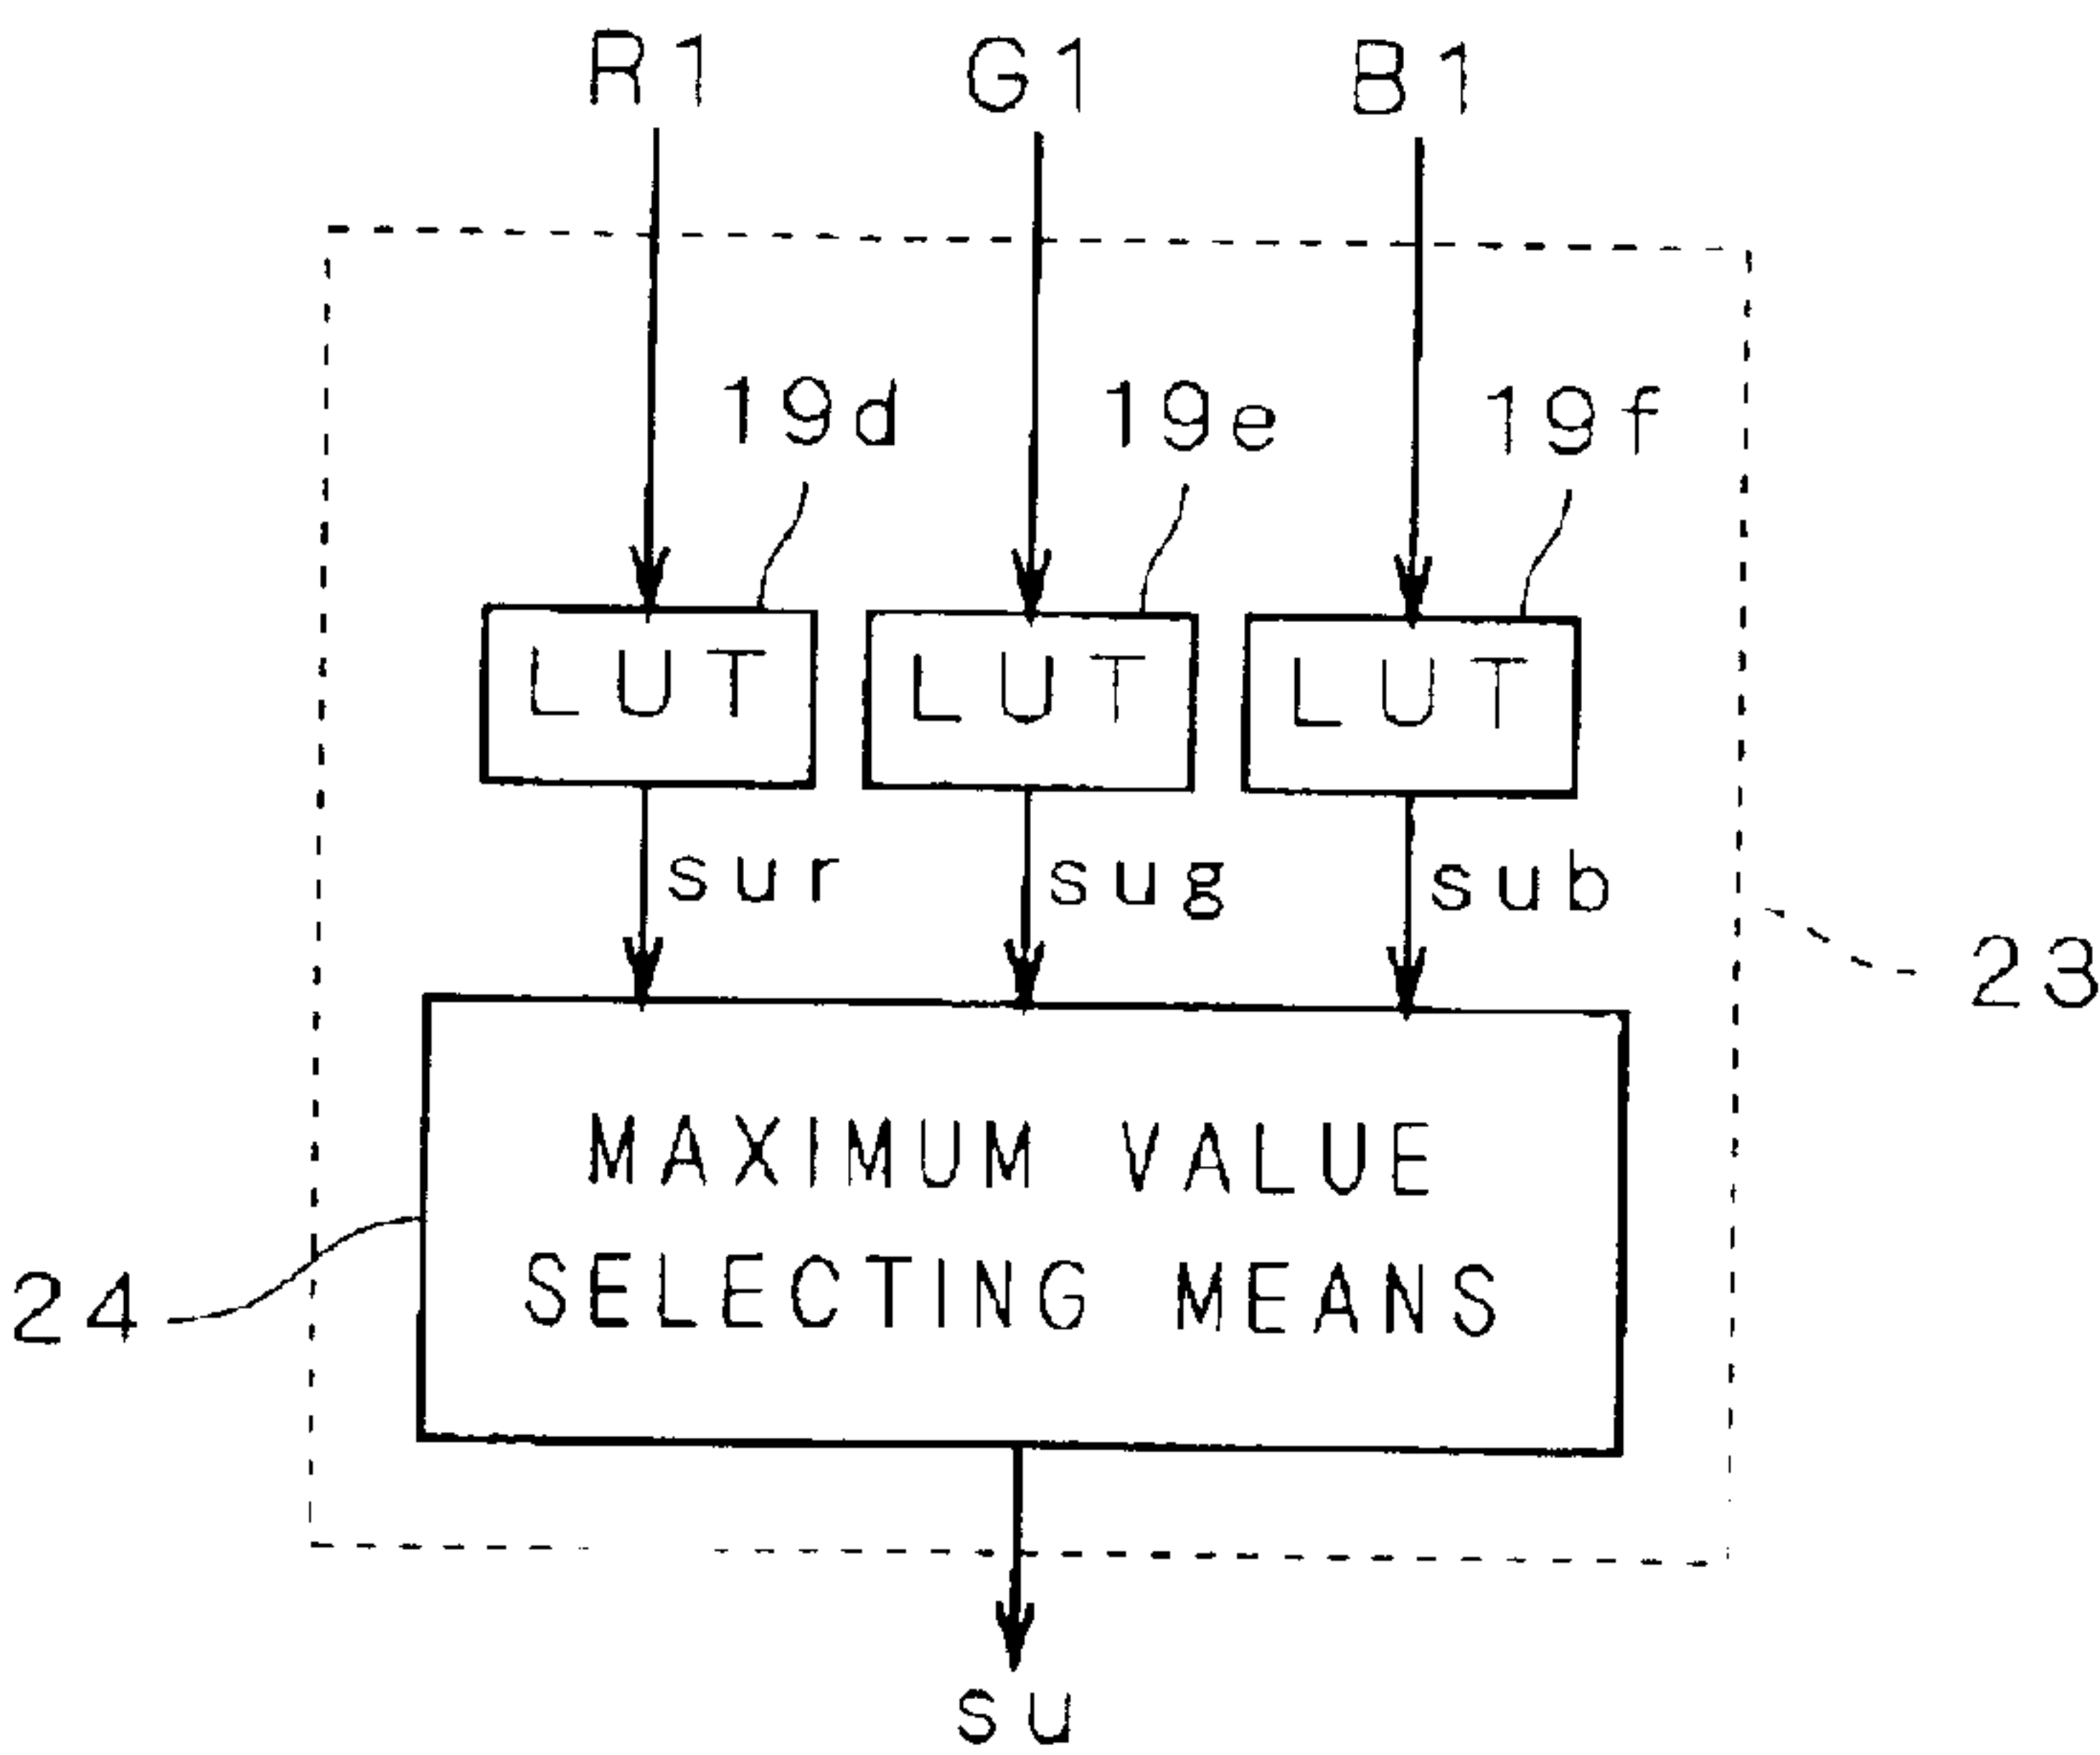 R1 G1 B1
19d 19e 19f
LUT LUT LUT
sur sug sub
23
MAXIMUM VALUE
SELECTING MEANS
24
su